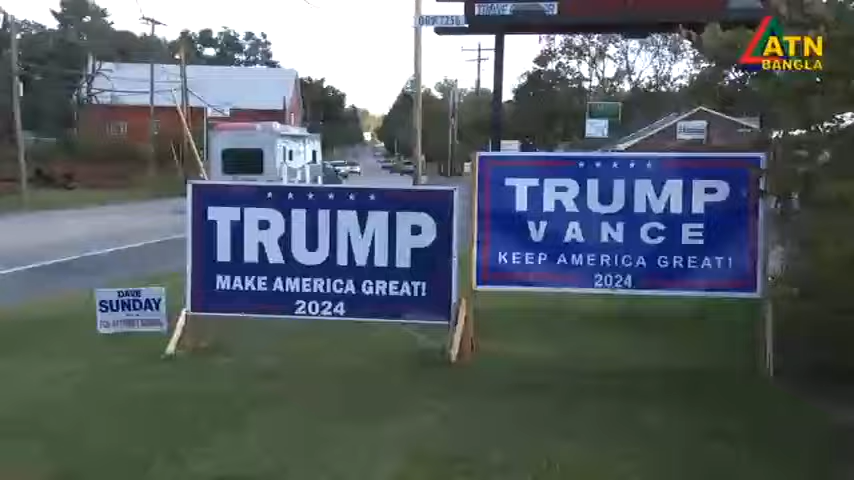 ATN
BANGLA
TRUMP
MAKE AMERICA GREAT!
2024
TRUMP
VANCE
KEEP AMERICA GREAT!
2024
DAVE
SUNDAY